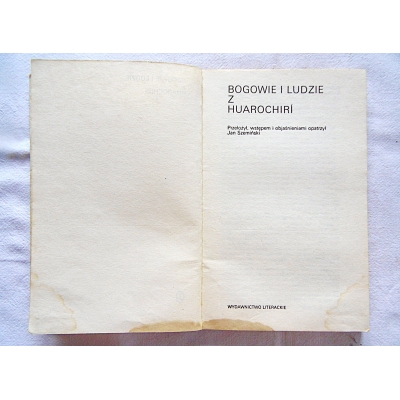 BOGOWIE I LUDZIE
Z
HUAROCHIRÍ
Przełożył, wstępem i objaśnieniami opatrzył
Jan Szemiński
WYDAWNICTWO LITERACKIE